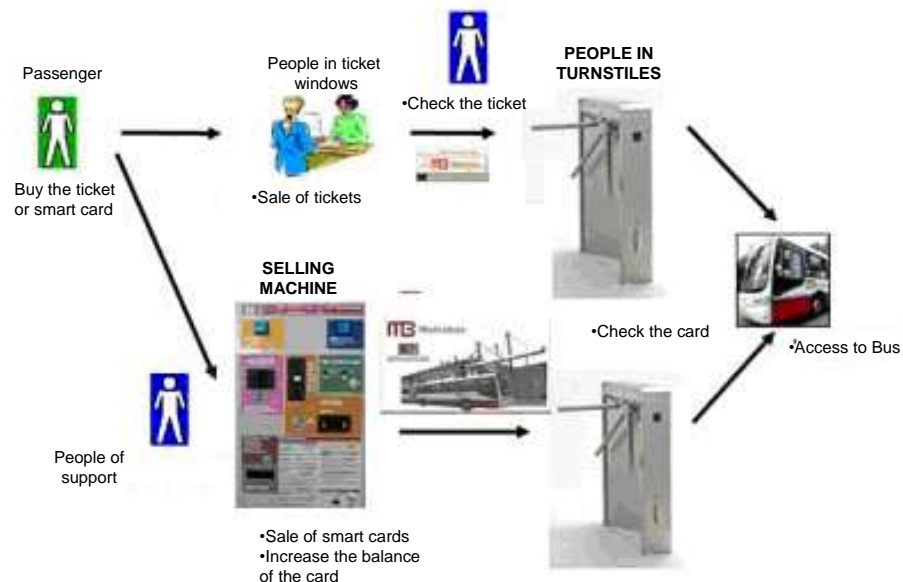 Passenger
Buy the ticket
or smart card
People in ticket
windows
•Sale of tickets
•Check the ticket
PEOPLE IN
TURNSTILES
SELLING
MACHINE
People of
support
•Sale of smart cards
•Increase the balance
of the card
•Check the card
•Access to Bus